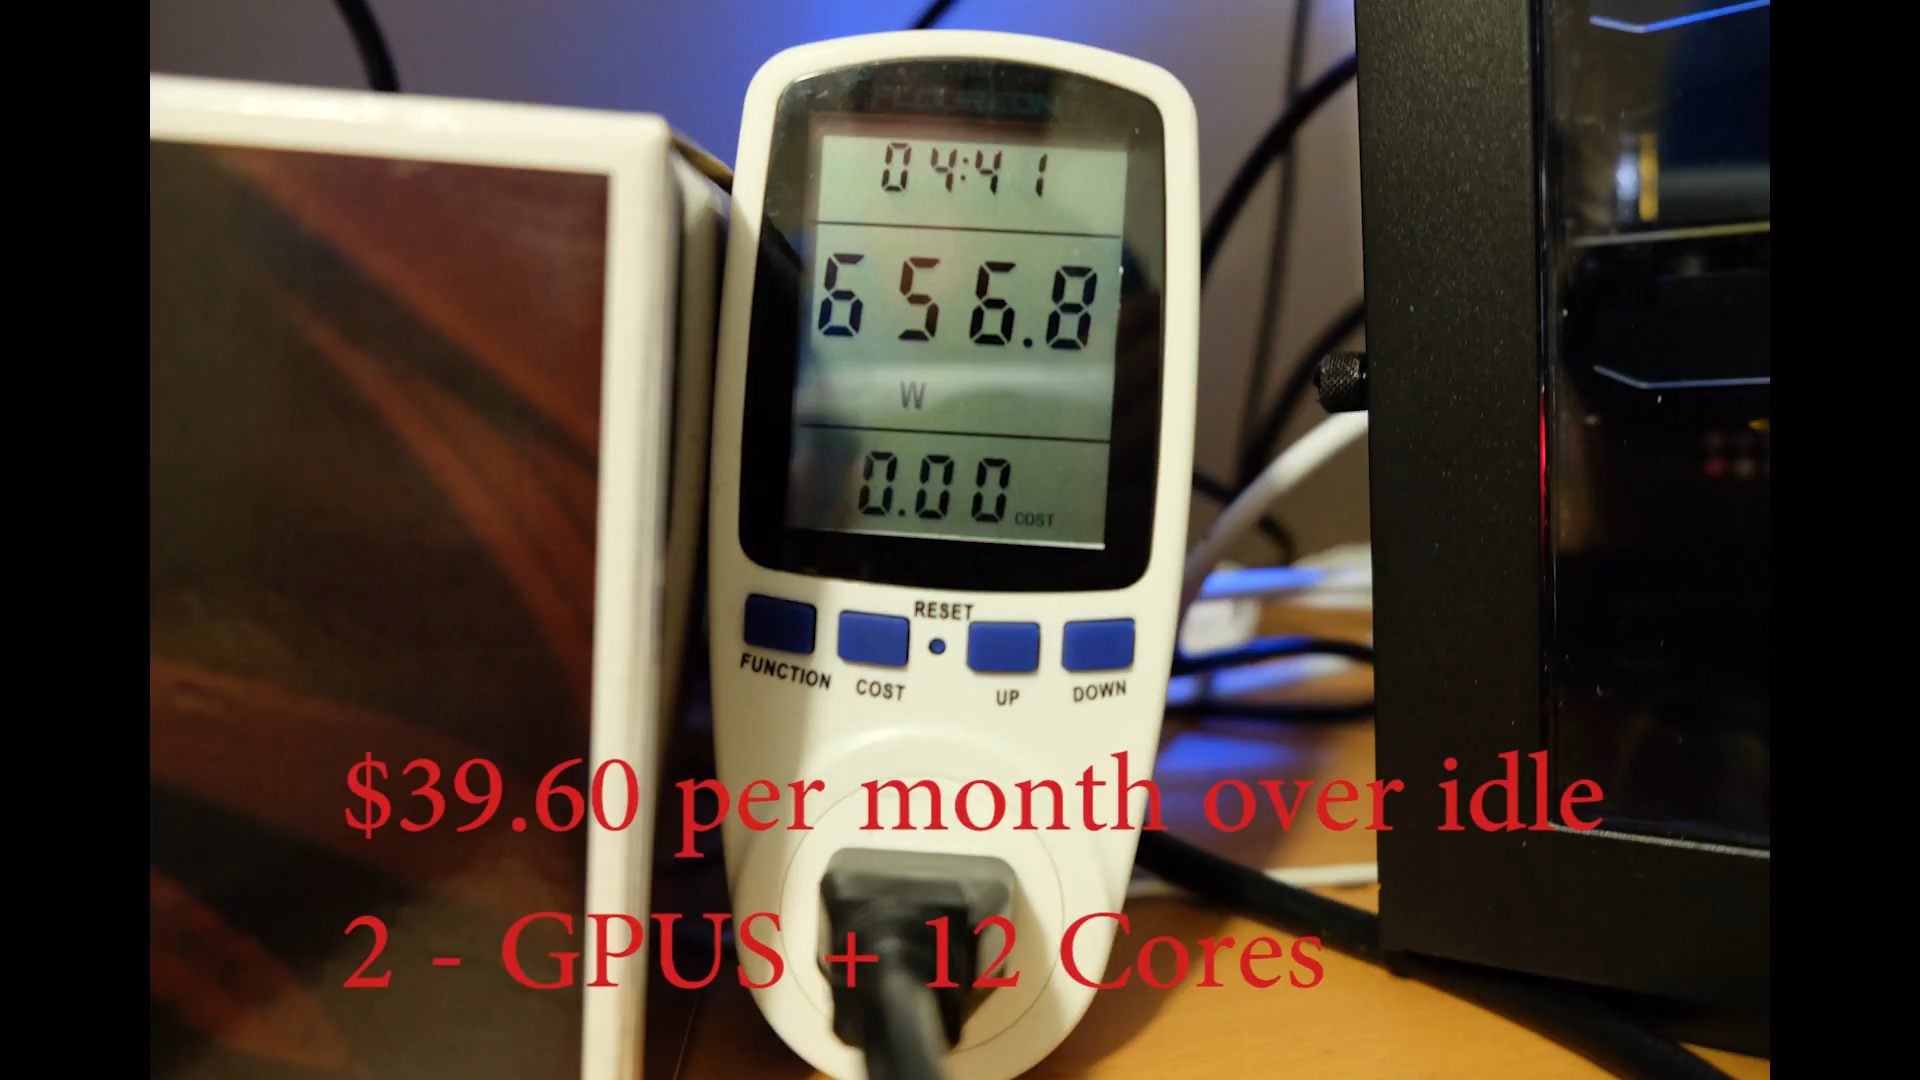 FLOUREON
04:41
656.8
W
0.00 COST
RESET
FUNCTION COST UP DOWN
$39.60 per month over idle
2 - GPUS + 12 Cores